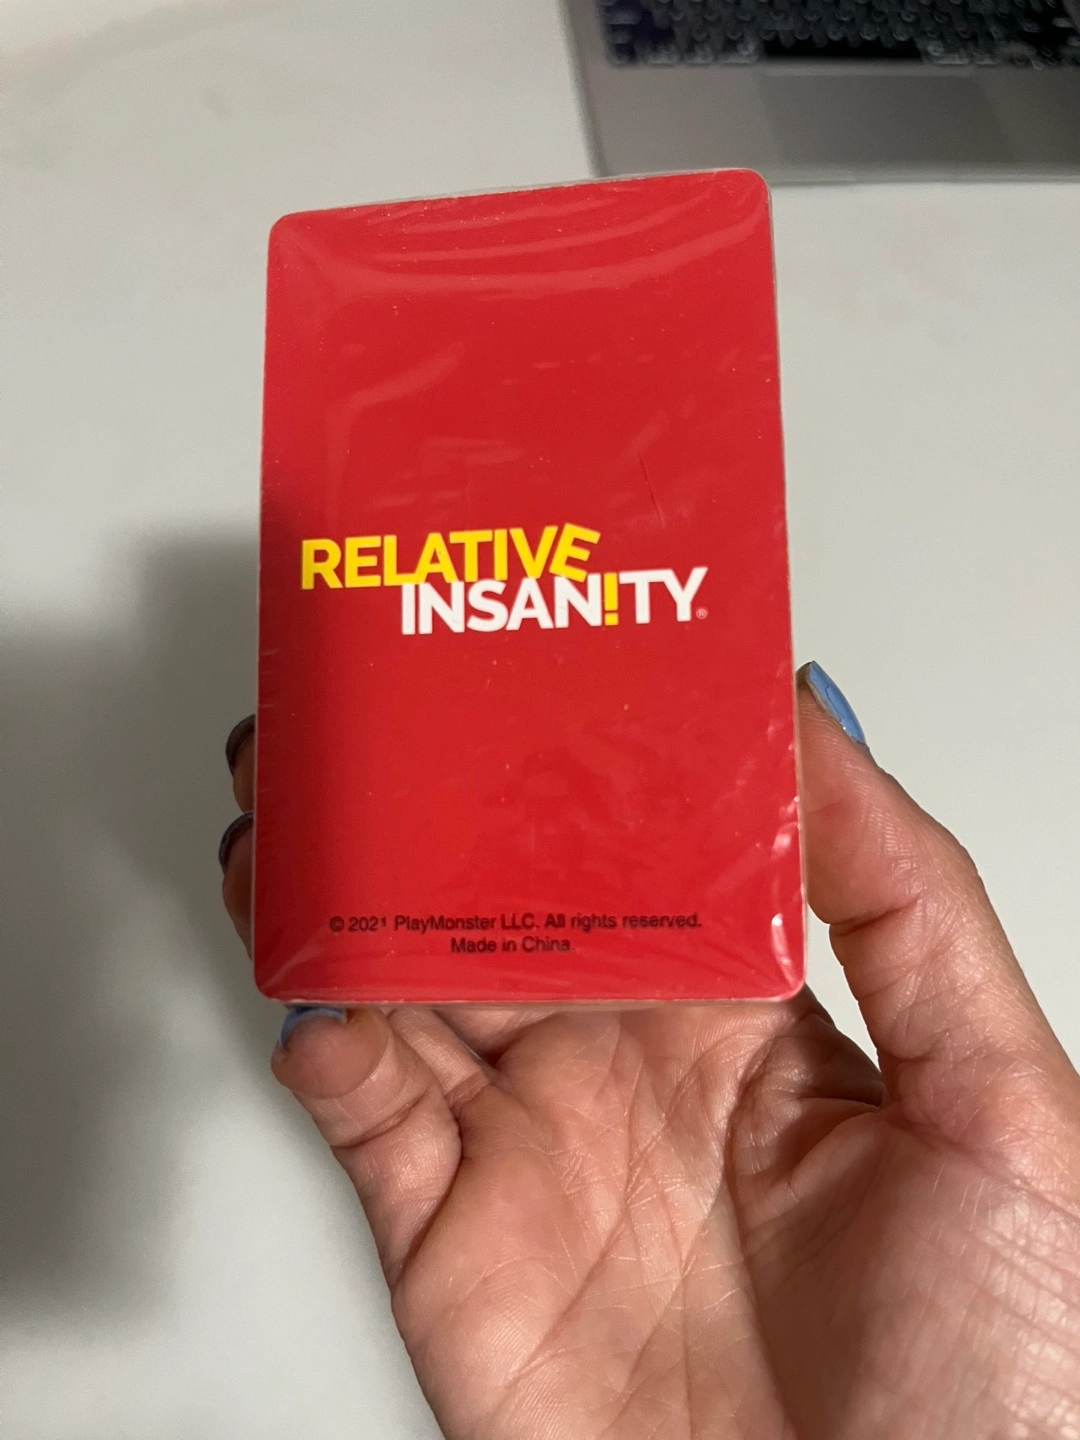 RELATIVE
INSAN!TY®
© 2021 PlayMonster LLC. All rights reserved.
Made in China